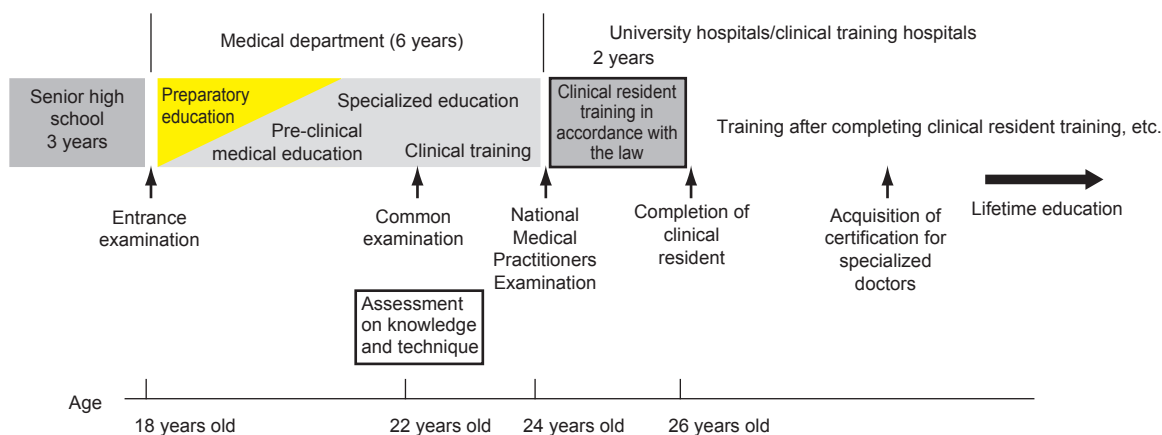 Medical department (6 years)
University hospitals/clinical training hospitals
2 years
Senior high
school
3 years
Preparatory
education
Specialized education
Pre-clinical
medical education
Clinical training
Clinical resident
training in
accordance with
the law
Training after completing clinical resident training, etc.
Entrance
examination
Common
examination
National
Medical
Practitioners
Examination
Completion of
clinical
resident
Acquisition of
certification for
specialized
doctors
Lifetime education
Assessment
on knowledge
and technique
Age
18 years old
22 years old
24 years old
26 years old